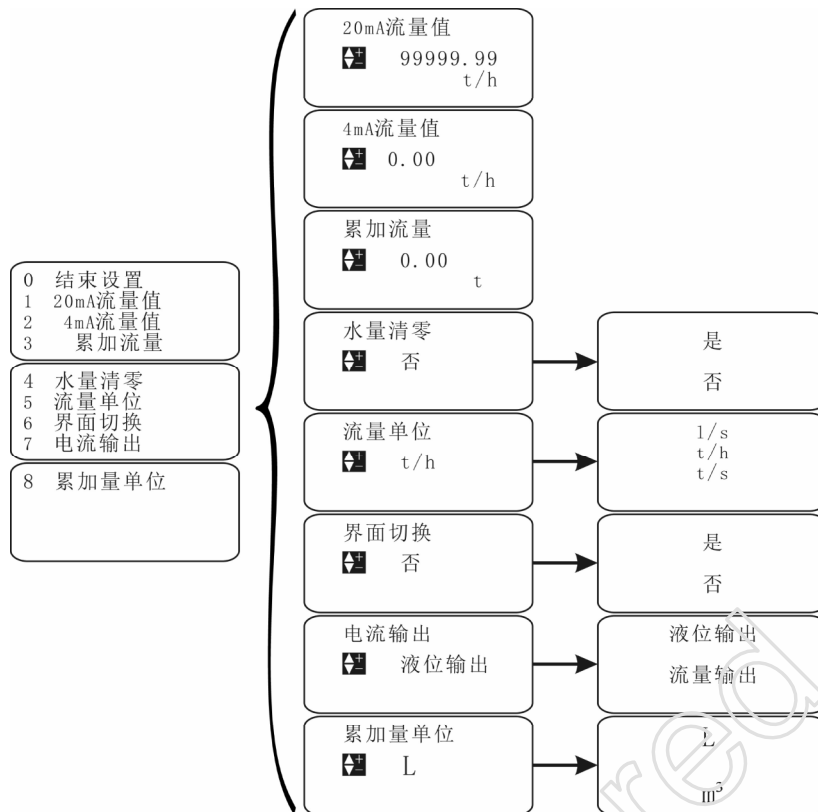 0 结束设置
1 20mA流量值
2 4mA流量值
3 累加流量
4 水量清零
5 流量单位
6 界面切换
7 电流输出
8 累加量单位
20mA流量值
99999.99
t/h
4mA流量值
0.00
t/h
累加流量
0.00
t
水量清零
否
是
否
流量单位
t/h
l/s
t/h
t/s
界面切换
否
是
否
电流输出
液位输出
液位输出
流量输出
累加量单位
L
L
m³
red